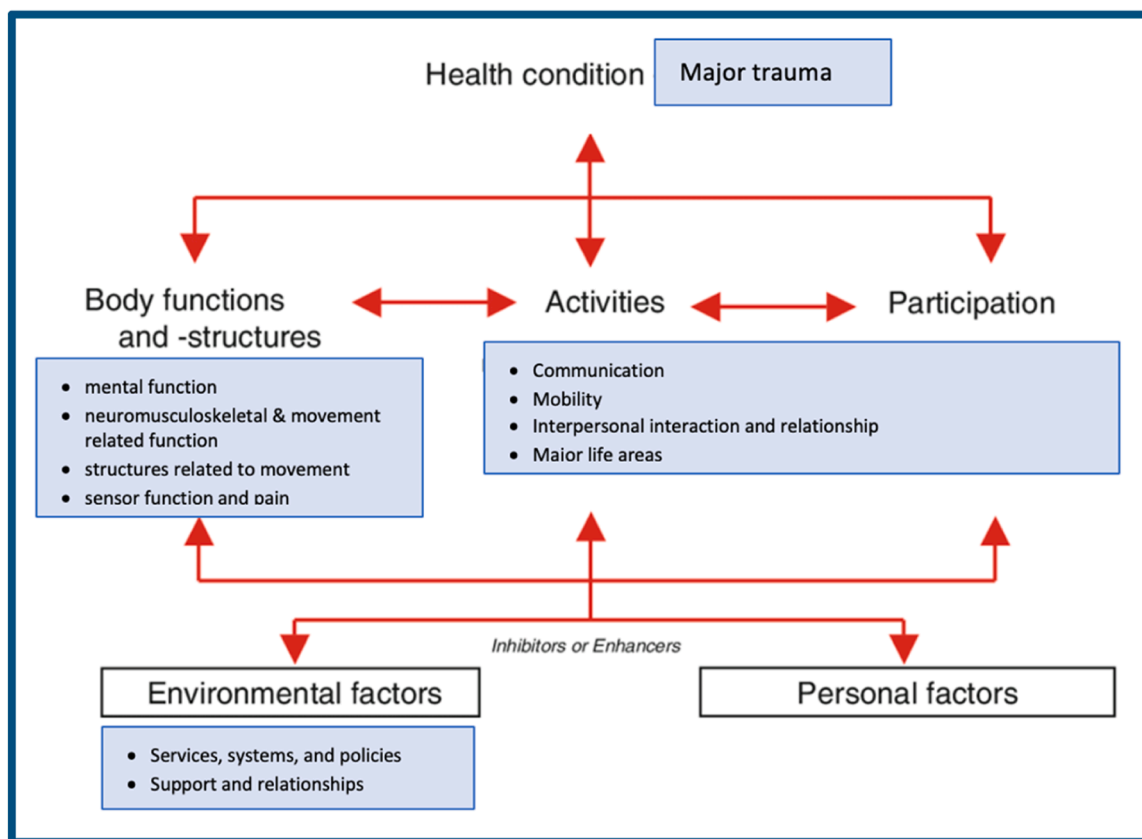 Health condition
Major trauma
Body functions
and -structures
Activities
Participation
• mental function
• neuromusculoskeletal & movement
related function
• structures related to movement
• sensor function and pain
• Communication
• Mobility
• Interpersonal interaction and relationship
• Major life areas
Inhibitors or Enhancers
Environmental factors
Personal factors
• Services, systems, and policies
• Support and relationships